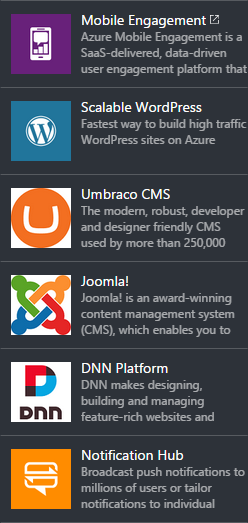 Mobile Engagement
Azure Mobile Engagement is a
SaaS-delivered, data-driven
user engagement platform that
Scalable WordPress
Fastest way to build high traffic
WordPress sites on Azure
Umbraco CMS
The modern, robust, developer
and designer friendly CMS
used by more than 250,000
Joomla!
Joomla! is an award-winning
content management system
(CMS), which enables you to
DNN Platform
DNN makes designing,
building and managing
feature-rich websites and
DNN
Notification Hub
Broadcast push notifications to
millions of users or tailor
notifications to individual